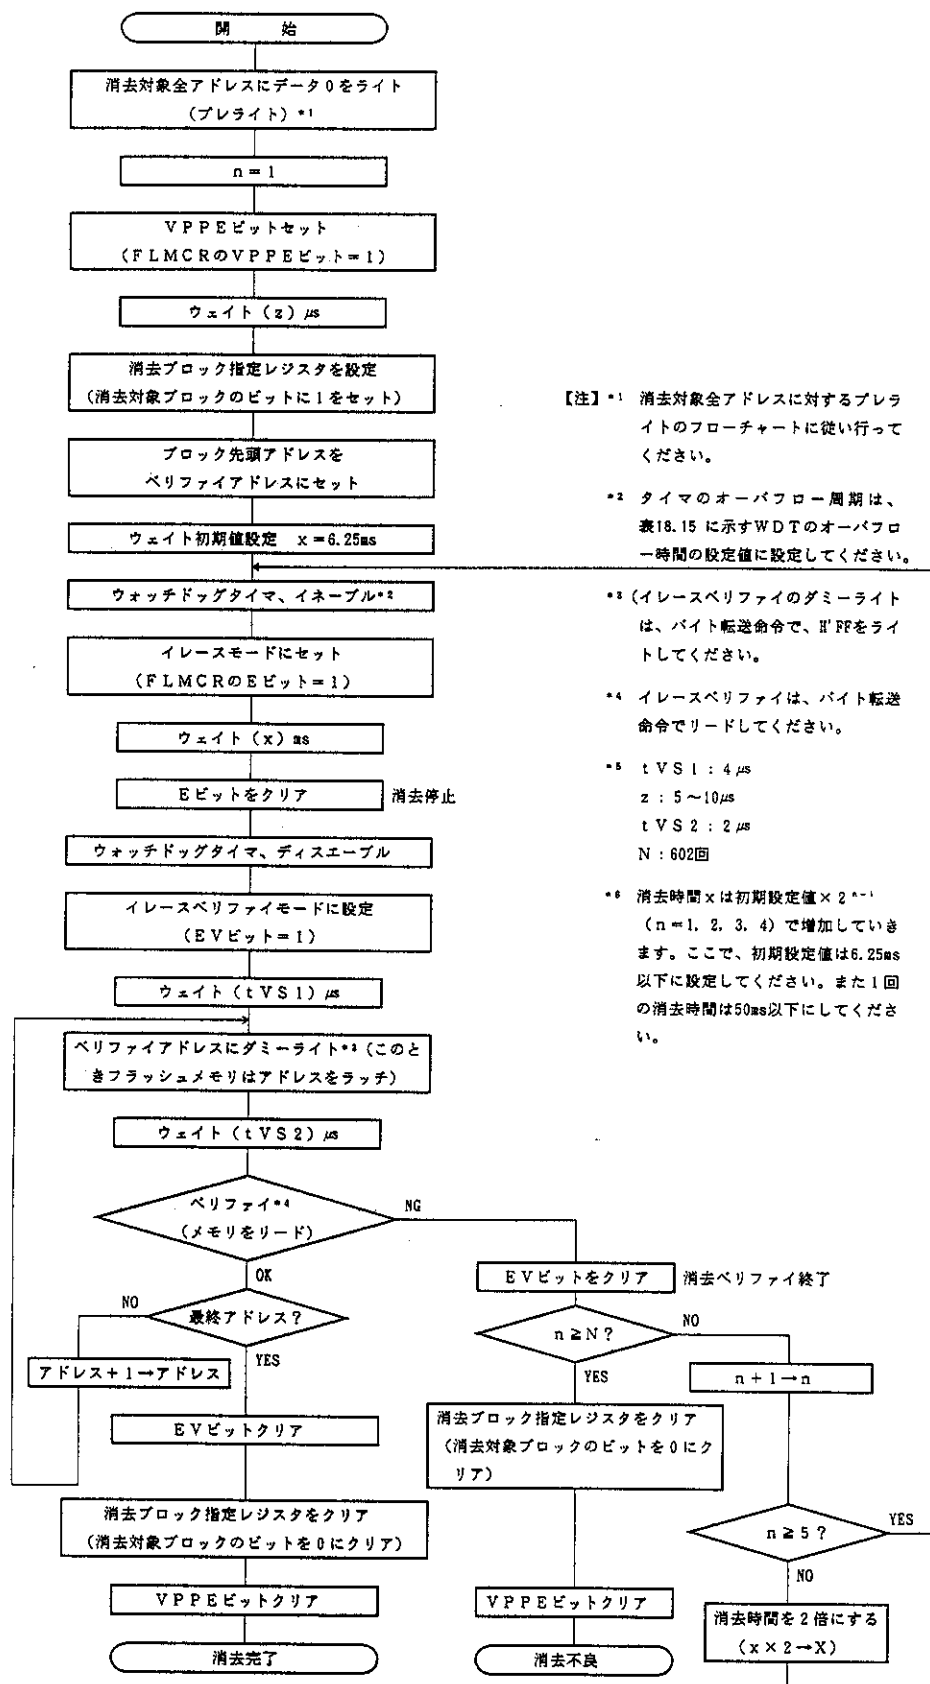 開　　始
消去対象全アドレスにデータ0をライト
（プレライト）*1
n＝1
VPPEビットセット
（FLMCRのVPPEビット＝1）
ウェイト（z）μs
消去ブロック指定レジスタを設定
（消去対象ブロックのビットに1をセット）
ブロック先頭アドレスを
ベリファイアドレスにセット
ウェイト初期値設定　x＝6.25ms
ウォッチドッグタイマ、イネーブル*2
イレースモードにセット
（FLMCRのEビット＝1）
ウェイト（x）ms
Eビットをクリア　消去停止
ウォッチドッグタイマ、ディスエーブル
イレースベリファイモードに設定
（EVビット＝1）
ウェイト（tVS1）μs
ベリファイアドレスにダミーライト*3（このと
きフラッシュメモリはアドレスをラッチ）
ウェイト（tVS2）μs
ベリファイ*4
（メモリをリード）
NG
OK
最終アドレス？
NO
YES
アドレス＋1→アドレス
EVビットクリア
消去ブロック指定レジスタをクリア
（消去対象ブロックのビットを0にクリア）
VPPEビットクリア
消去完了
EVビットをクリア　消去ベリファイ終了
n≧N？
NO
YES
消去ブロック指定レジスタをクリア
（消去対象ブロックのビットを0にク
リア）
VPPEビットクリア
消去不良
n＋1→n
n≧5？
YES
NO
消去時間を2倍にする
（x×2→X）
【注】*1　消去対象全アドレスに対するプレラ
イトのフローチャートに従い行って
ください。
*2　タイマのオーバフロー周期は、
表18.15 に示すWDTのオーバフロ
ー時間の設定値に設定してください。
*3（イレースベリファイのダミーライト
は、バイト転送命令で、H'FFをライ
トしてください。
*4　イレースベリファイは、バイト転送
命令でリードしてください。
*5　tVS1：4μs
z：5～10μs
tVS2：2μs
N：602回
*6　消去時間xは初期設定値×2ⁿ⁻¹
（n＝1, 2, 3, 4）で増加していき
ます。ここで、初期設定値は6.25ms
以下に設定してください。また1回
の消去時間は50ms以下にしてくださ
い。